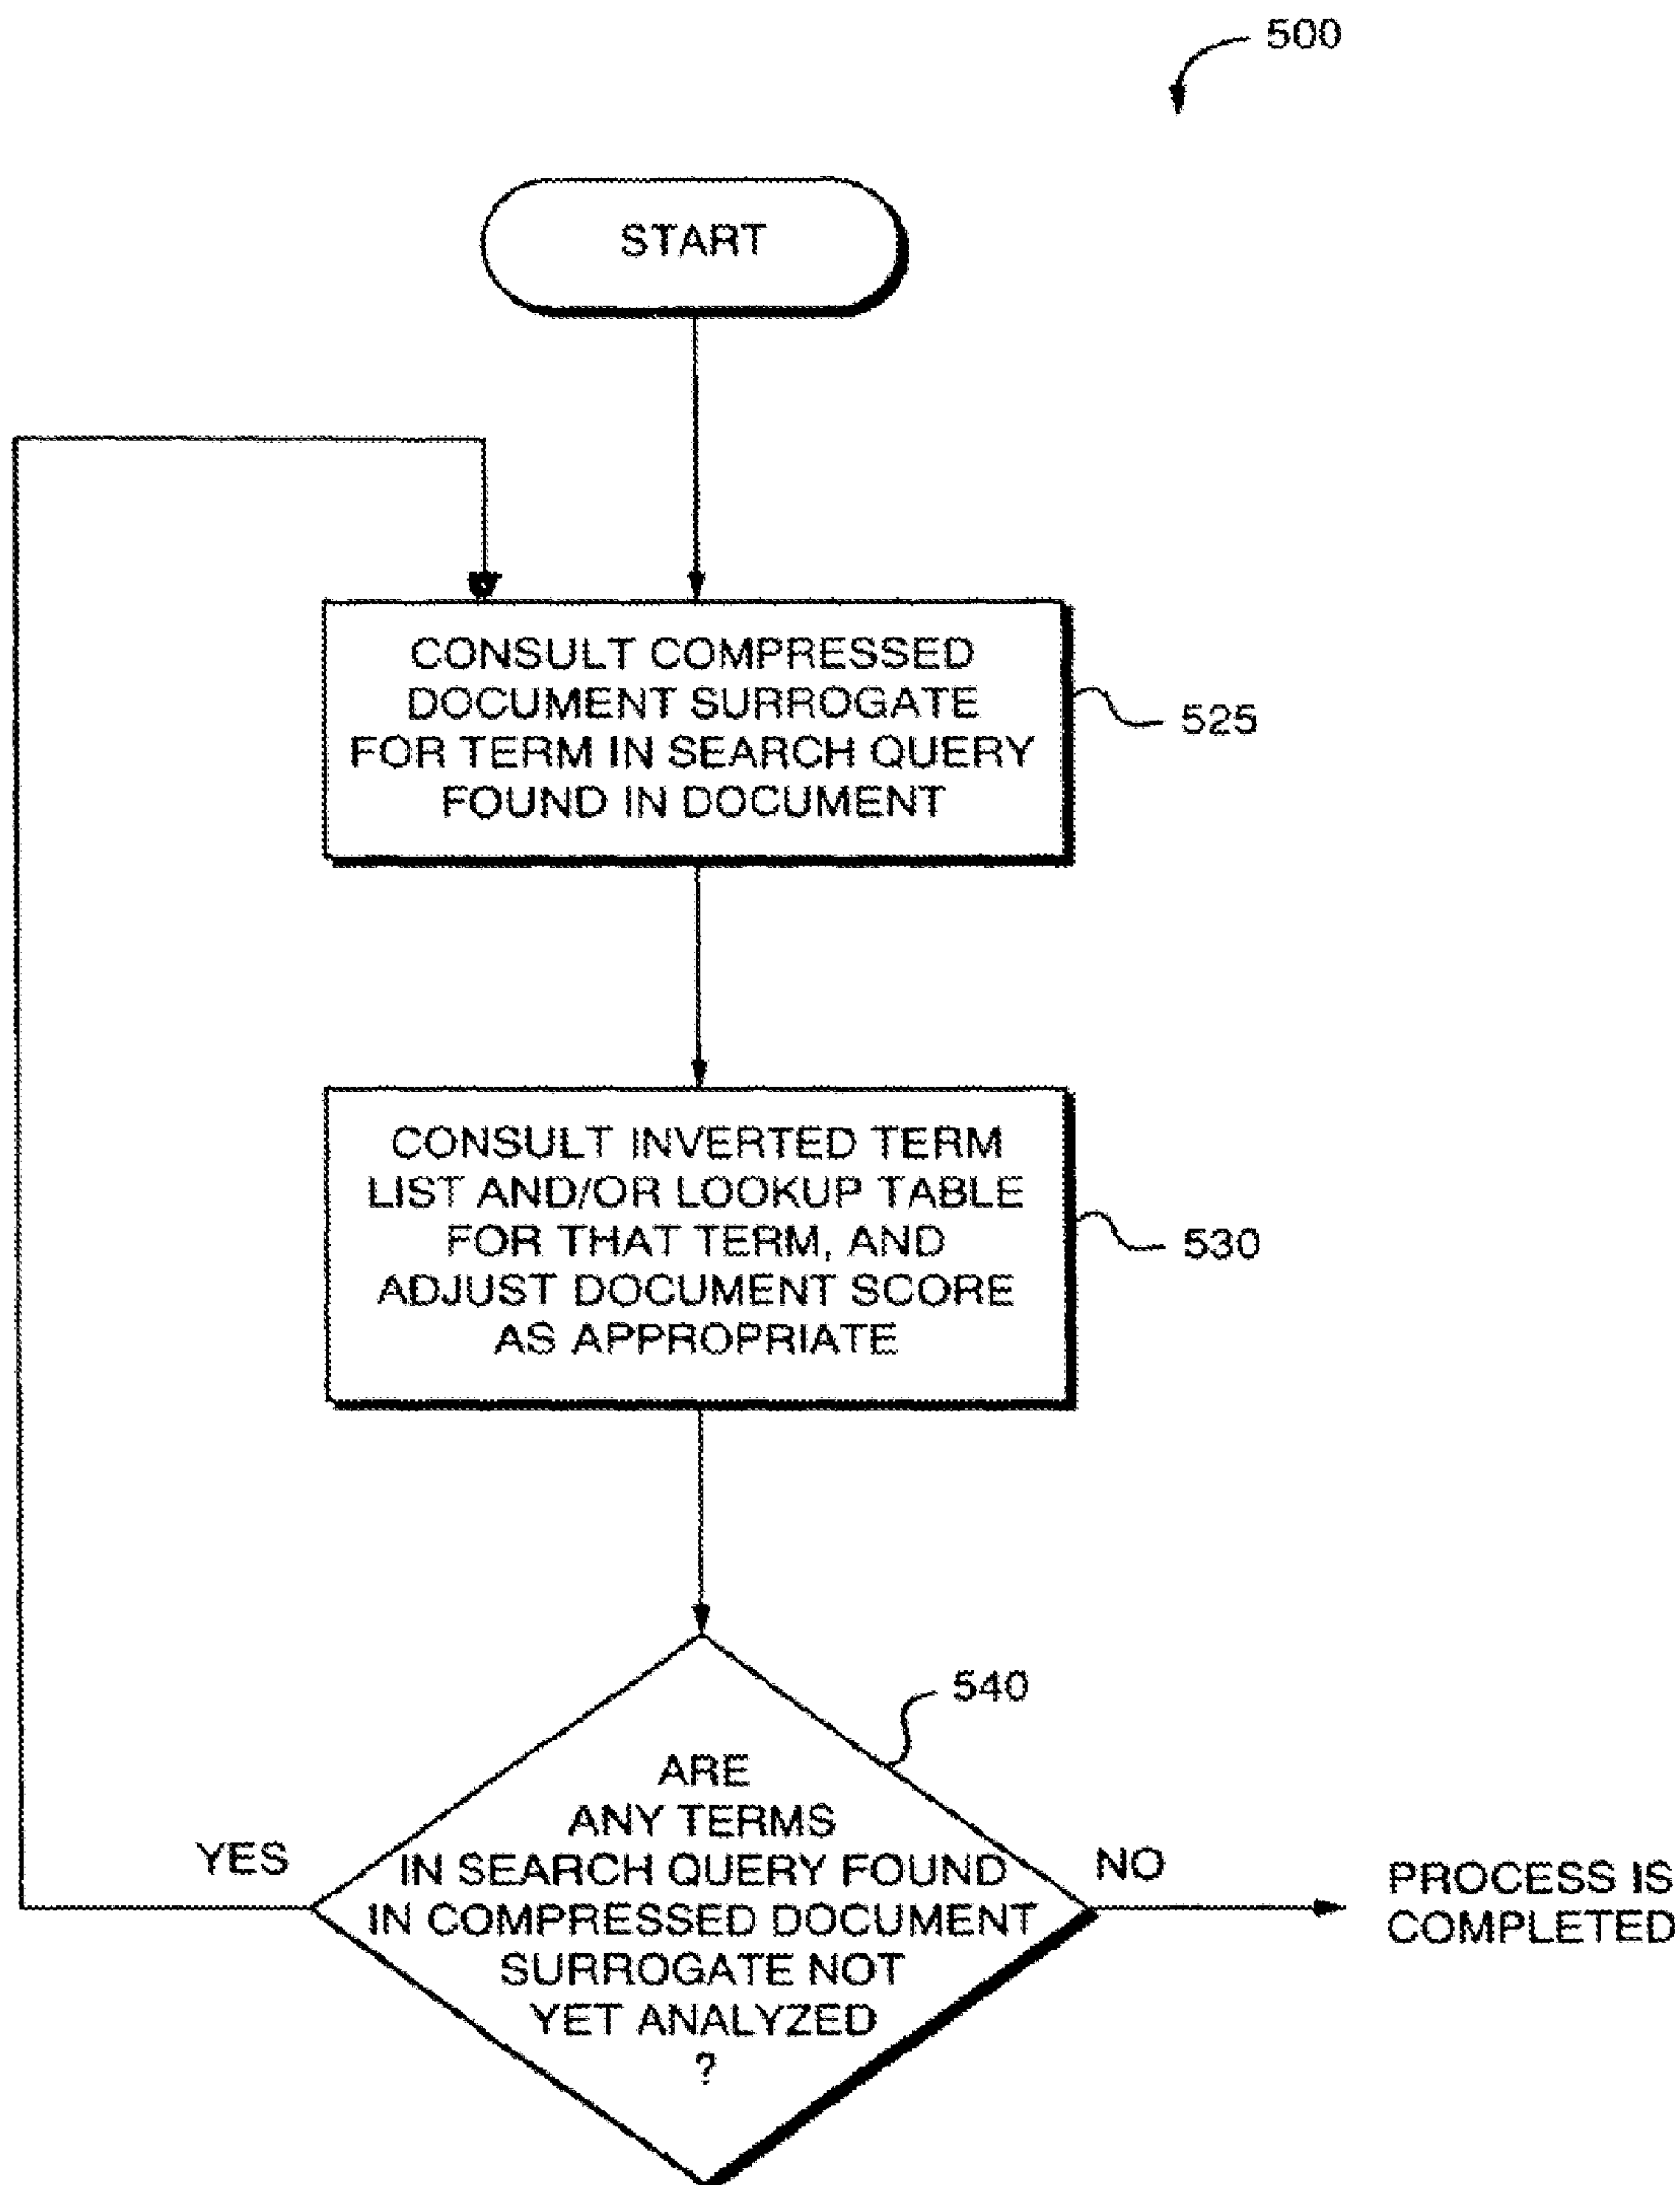 500
START
CONSULT COMPRESSED
DOCUMENT SURROGATE
FOR TERM IN SEARCH QUERY
FOUND IN DOCUMENT
525
CONSULT INVERTED TERM
LIST AND/OR LOOKUP TABLE
FOR THAT TERM, AND
ADJUST DOCUMENT SCORE
AS APPROPRIATE
530
540
ARE
ANY TERMS
IN SEARCH QUERY FOUND
IN COMPRESSED DOCUMENT
SURROGATE NOT
YET ANALYZED
?
YES
NO
PROCESS IS
COMPLETED